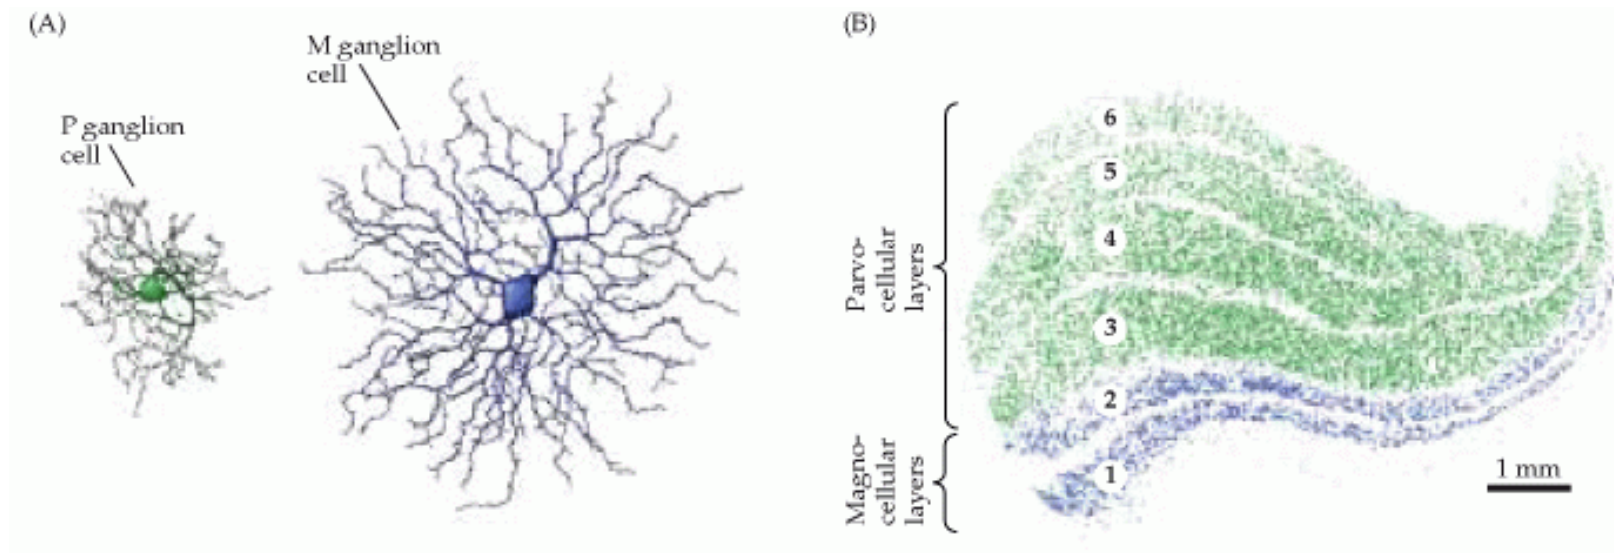 (A)
M ganglion
cell
P ganglion
cell
(B)
Parvo-
cellular
layers
Magno-
cellular
layers
6
5
4
3
2
1
1 mm